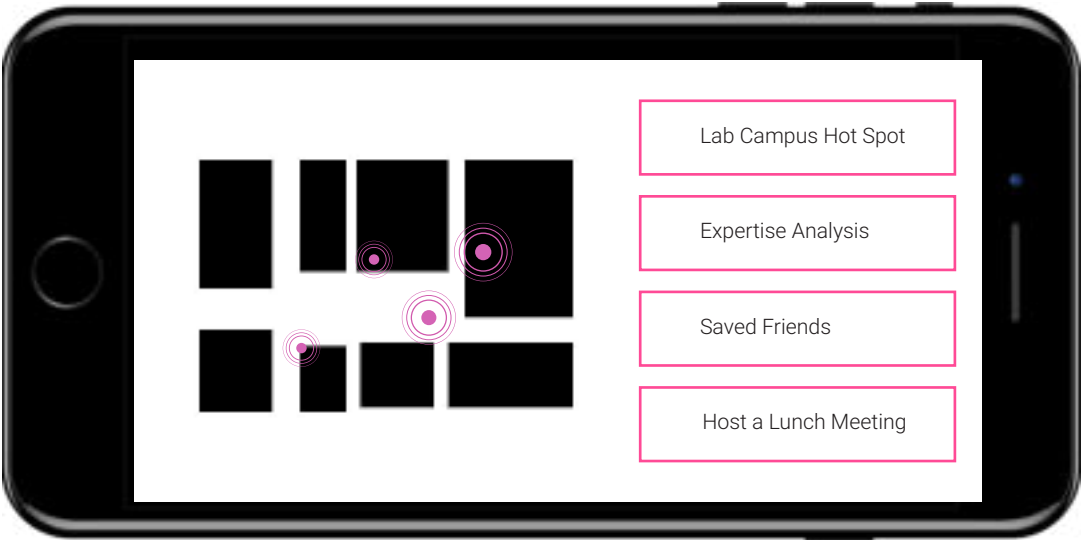 Lab Campus Hot Spot
Expertise Analysis
Saved Friends
Host a Lunch Meeting